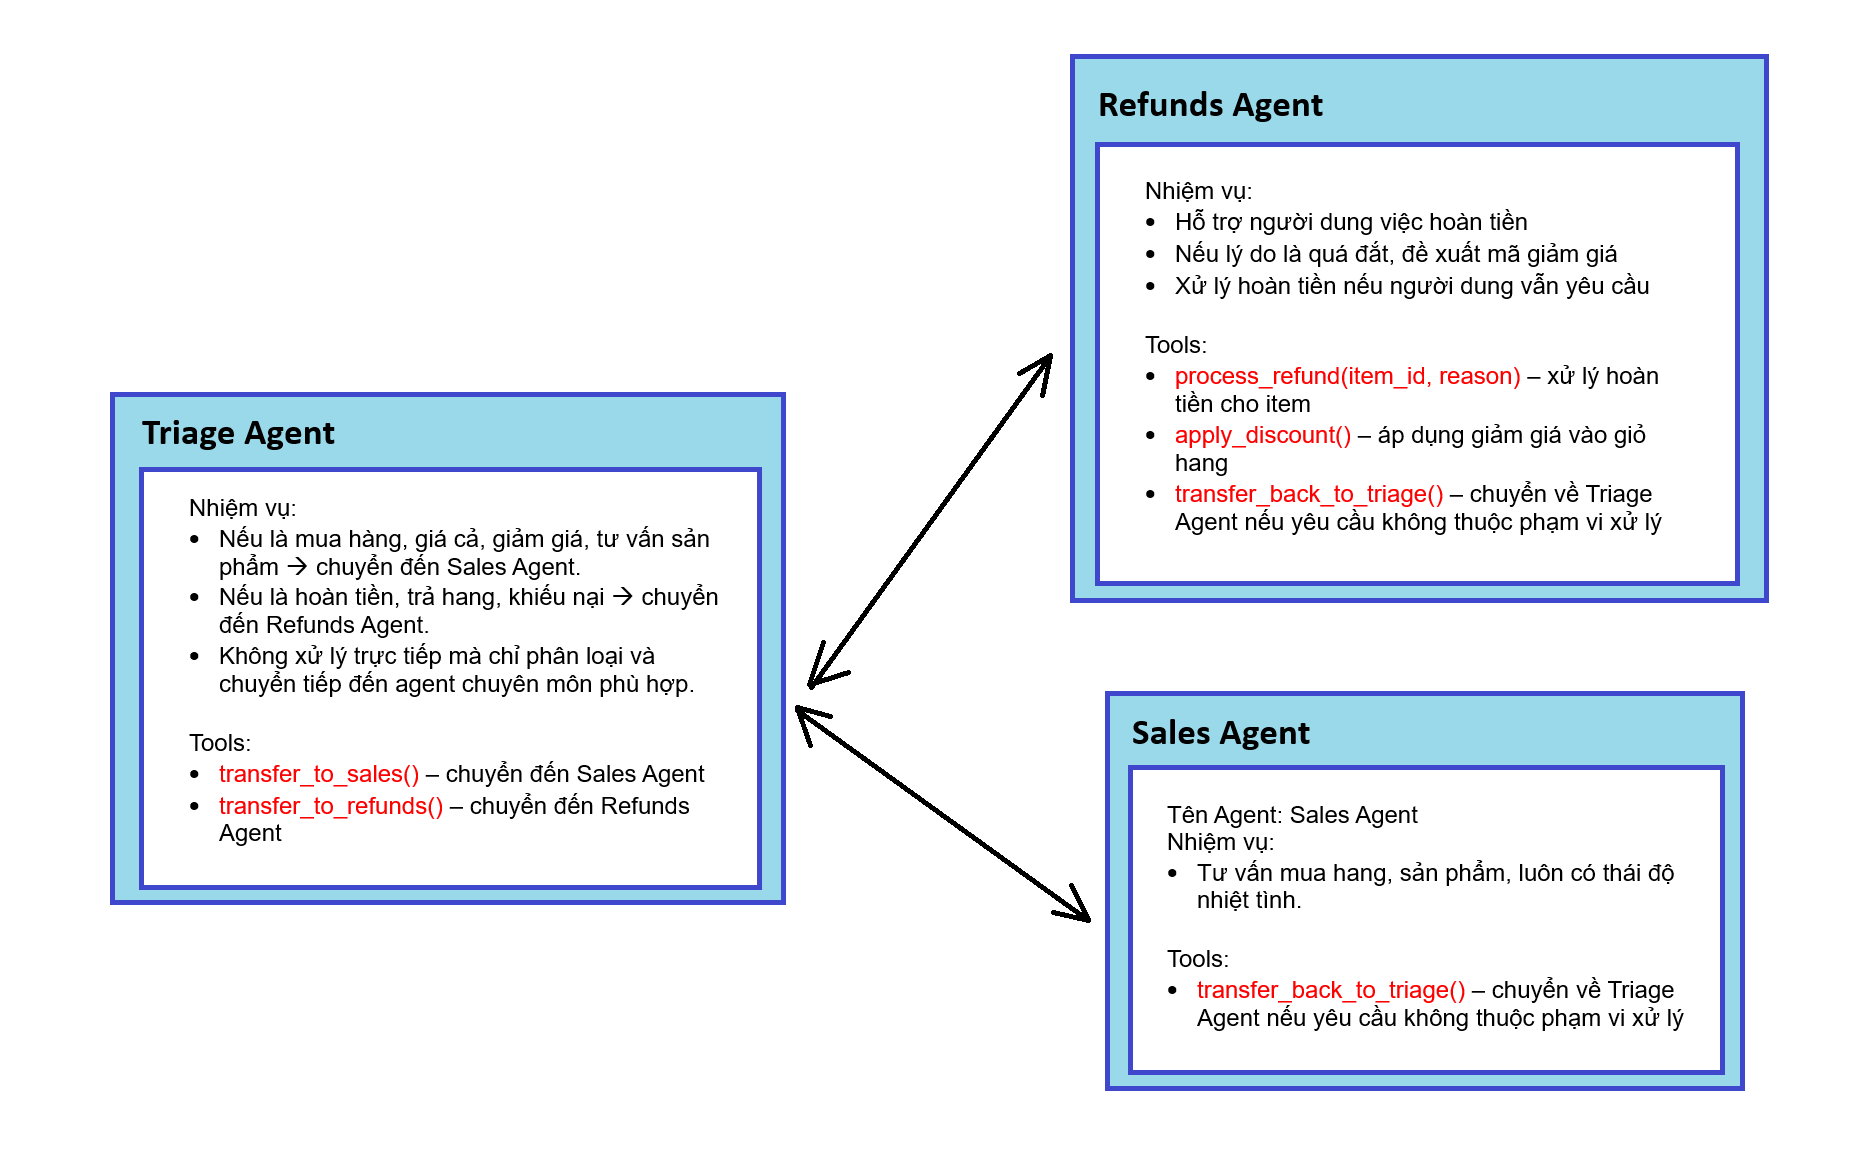 Triage Agent
Nhiệm vụ:
• Nếu là mua hàng, giá cả, giảm giá, tư vấn sản
phẩm → chuyển đến Sales Agent.
• Nếu là hoàn tiền, trả hang, khiếu nại → chuyển
đến Refunds Agent.
• Không xử lý trực tiếp mà chỉ phân loại và
chuyển tiếp đến agent chuyên môn phù hợp.
Tools:
• transfer_to_sales() – chuyển đến Sales Agent
• transfer_to_refunds() – chuyển đến Refunds
Agent
Refunds Agent
Nhiệm vụ:
• Hỗ trợ người dung việc hoàn tiền
• Nếu lý do là quá đắt, đề xuất mã giảm giá
• Xử lý hoàn tiền nếu người dung vẫn yêu cầu
Tools:
• process_refund(item_id, reason) – xử lý hoàn
tiền cho item
• apply_discount() – áp dụng giảm giá vào giỏ
hang
• transfer_back_to_triage() – chuyển về Triage
Agent nếu yêu cầu không thuộc phạm vi xử lý
Sales Agent
Tên Agent: Sales Agent
Nhiệm vụ:
• Tư vấn mua hang, sản phẩm, luôn có thái độ
nhiệt tình.
Tools:
• transfer_back_to_triage() – chuyển về Triage
Agent nếu yêu cầu không thuộc phạm vi xử lý